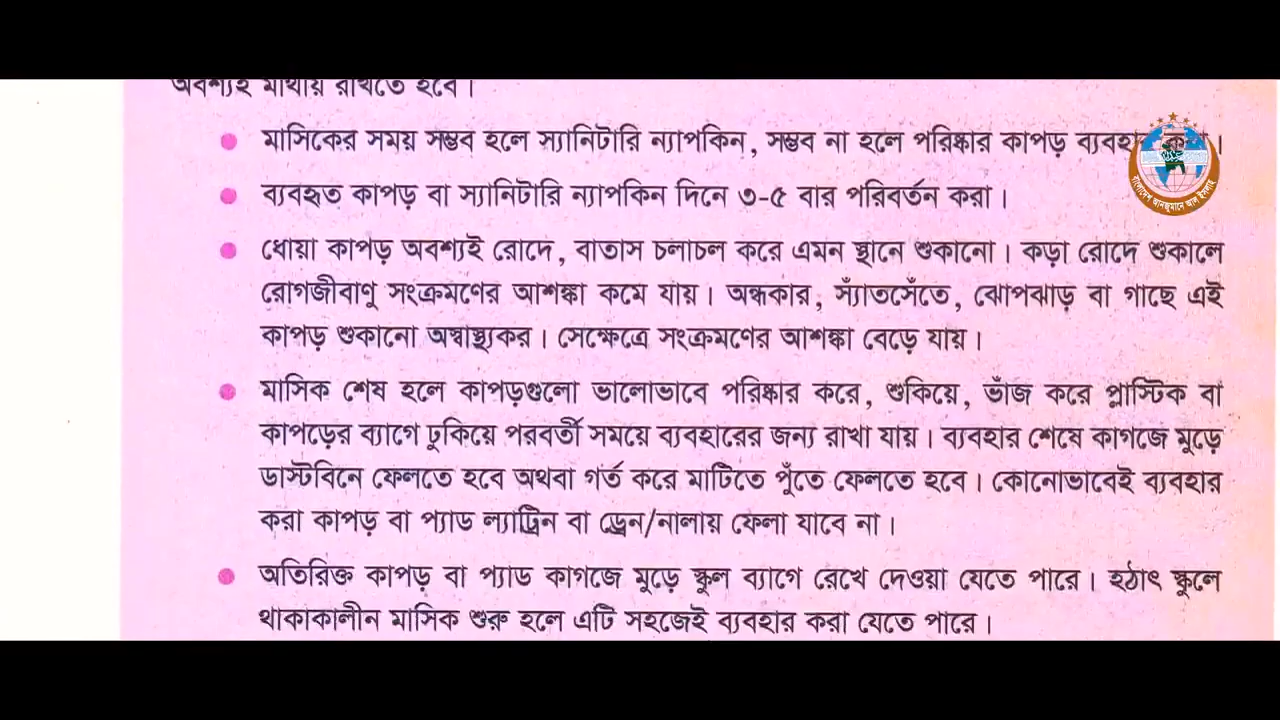 অবশ্যই মাথায় রাখতে হবে।
মাসিকের সময় সম্ভব হলে স্যানিটারি ন্যাপকিন, সম্ভব না হলে পরিষ্কার কাপড় ব্যবহার করা।
ব্যবহৃত কাপড় বা স্যানিটারি ন্যাপকিন দিনে ৩-৫ বার পরিবর্তন করা।
ধোয়া কাপড় অবশ্যই রোদে, বাতাস চলাচল করে এমন স্থানে শুকানো। কড়া রোদে শুকালে
রোগজীবাণু সংক্রমণের আশঙ্কা কমে যায়। অন্ধকার, স্যাঁতসেঁতে, ঝোপঝাড় বা গাছে এই
কাপড় শুকানো অস্বাস্থ্যকর। সেক্ষেত্রে সংক্রমণের আশঙ্কা বেড়ে যায়।
মাসিক শেষ হলে কাপড়গুলো ভালোভাবে পরিষ্কার করে, শুকিয়ে, ভাঁজ করে প্লাস্টিক বা
কাপড়ের ব্যাগে ঢুকিয়ে পরবর্তী সময়ে ব্যবহারের জন্য রাখা যায়। ব্যবহার শেষে কাগজে মুড়ে
ডাস্টবিনে ফেলতে হবে অথবা গর্ত করে মাটিতে পুঁতে ফেলতে হবে। কোনোভাবেই ব্যবহার
করা কাপড় বা প্যাড ল্যাট্রিন বা ড্রেন/নালায় ফেলা যাবে না।
অতিরিক্ত কাপড় বা প্যাড কাগজে মুড়ে স্কুল ব্যাগে রেখে দেওয়া যেতে পারে। হঠাৎ স্কুলে
থাকাকালীন মাসিক শুরু হলে এটি সহজেই ব্যবহার করা যেতে পারে।